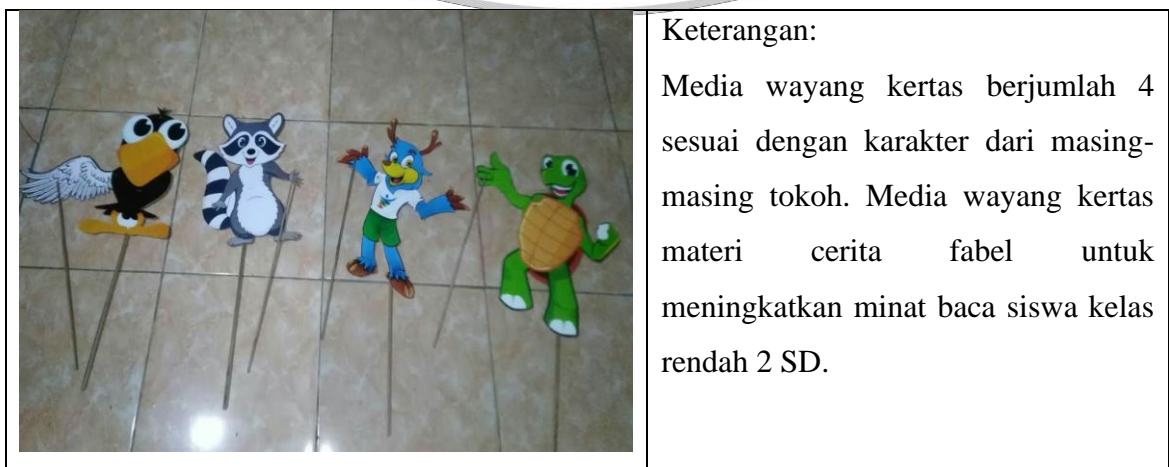 Keterangan:
Media wayang kertas berjumlah 4
sesuai dengan karakter dari masing-
masing tokoh. Media wayang kertas
materi cerita fabel untuk
meningkatkan minat baca siswa kelas
rendah 2 SD.